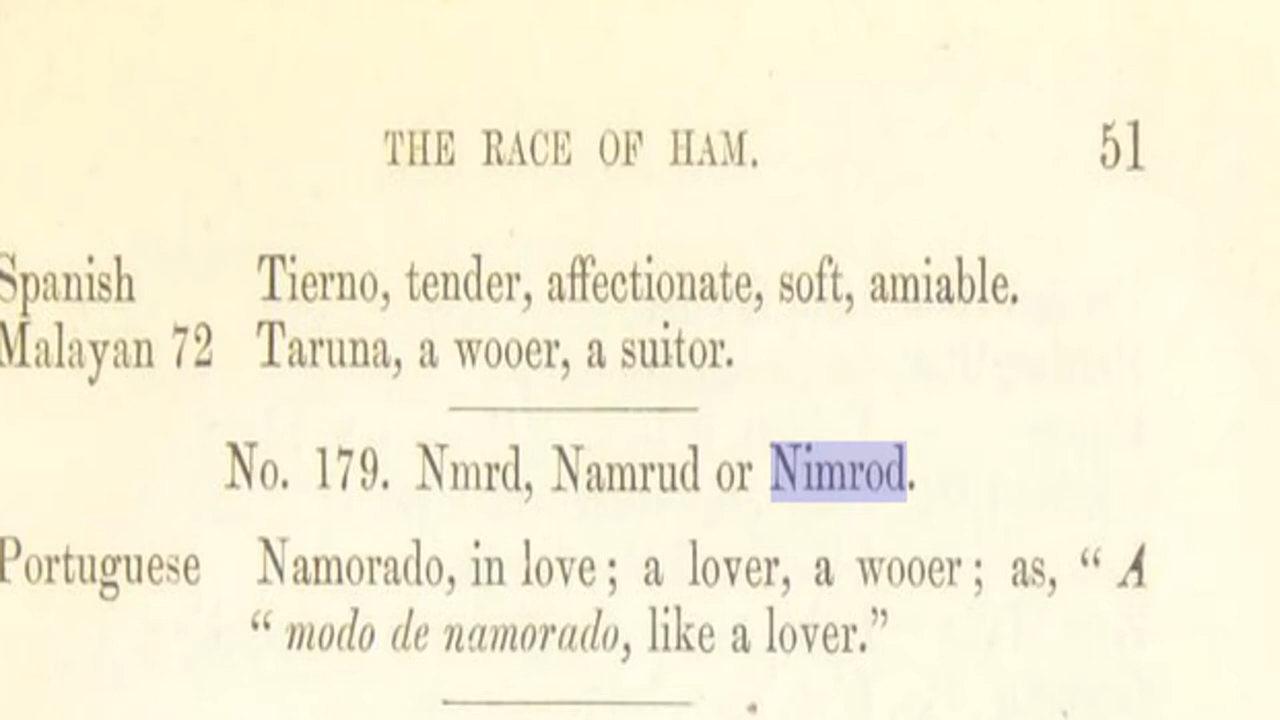 THE RACE OF HAM. 51
Spanish Tierno, tender, affectionate, soft, amiable.
Malayan 72 Taruna, a wooer, a suitor.
No. 179. Nmrd, Namrud or Nimrod.
Portuguese Namorado, in love; a lover, a wooer; as, “ A
“ modo de namorado, like a lover.”